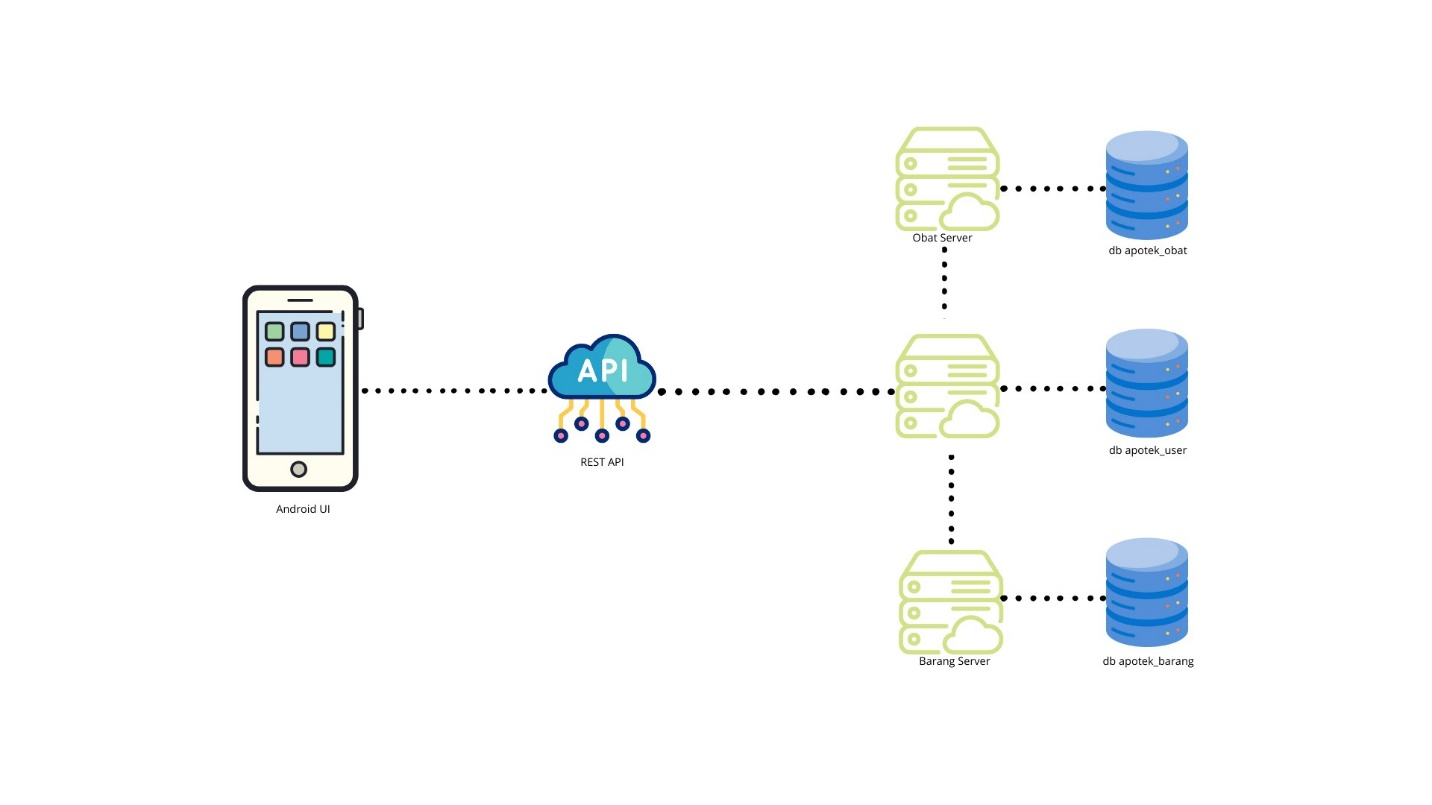 Obat Server
db apotek_obat
API
REST API
Android UI
db apotek_user
Barang Server
db apotek_barang